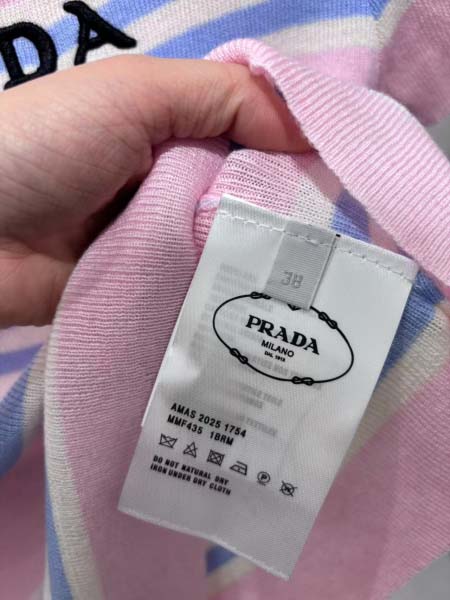 DA
38
PRADA
MILANO
DAL 1913
AMAS 2025 1754
MMF435 1BRM
DO NOT NATURAL DRY
IRON UNDER DRY CLOTH